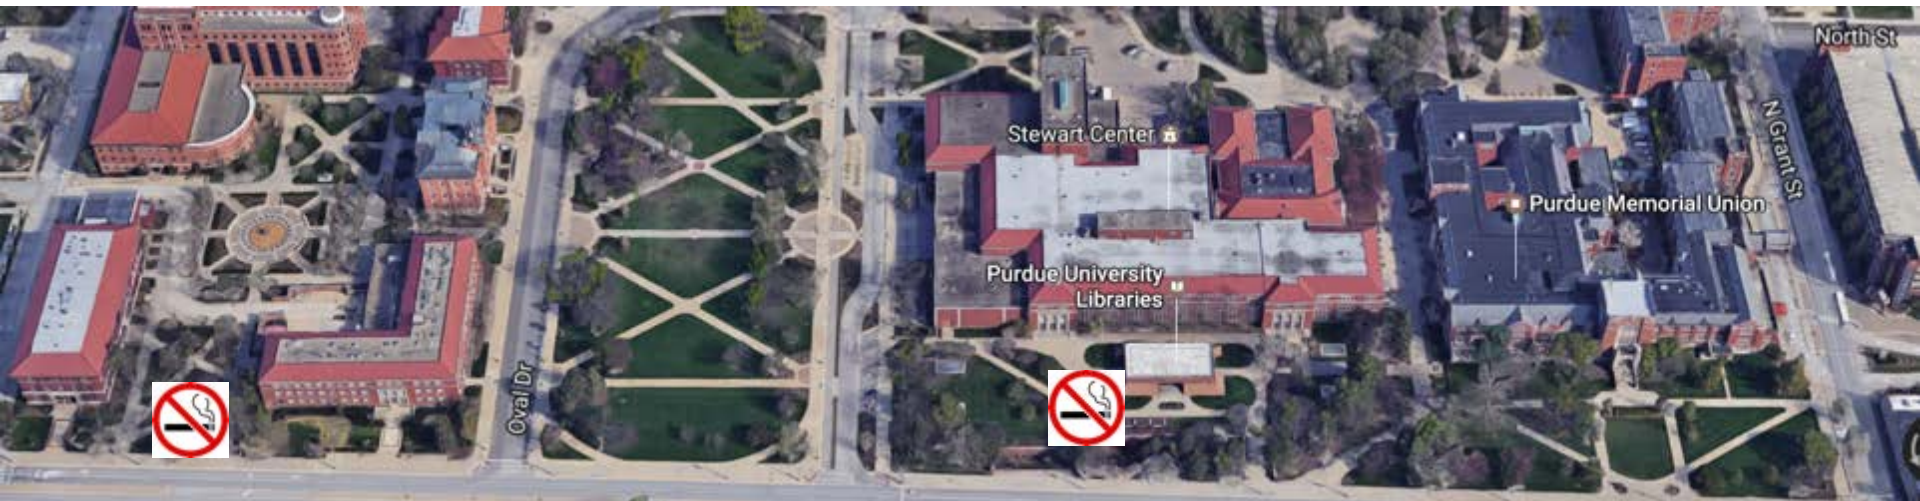 North St
N Grant St
Stewart Center
Purdue Memorial Union
Purdue University
Libraries
Oval Dr